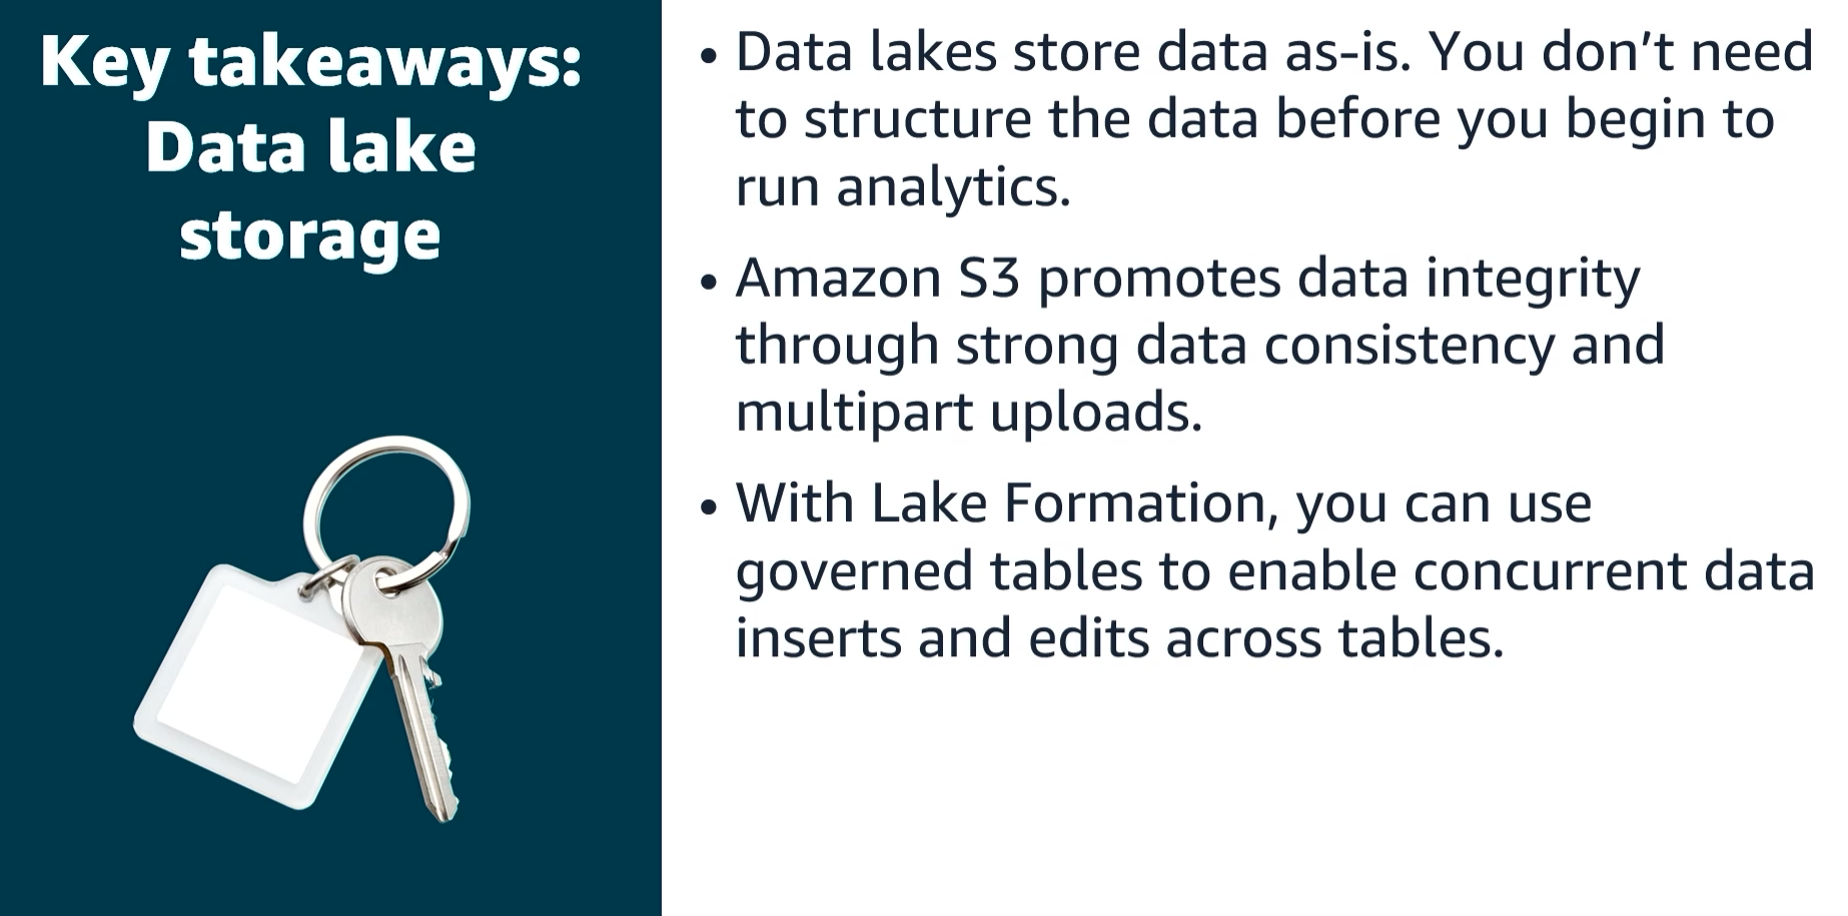 Key takeaways:
Data lake
storage
• Data lakes store data as-is. You don’t need
to structure the data before you begin to
run analytics.
• Amazon S3 promotes data integrity
through strong data consistency and
multipart uploads.
• With Lake Formation, you can use
governed tables to enable concurrent data
inserts and edits across tables.